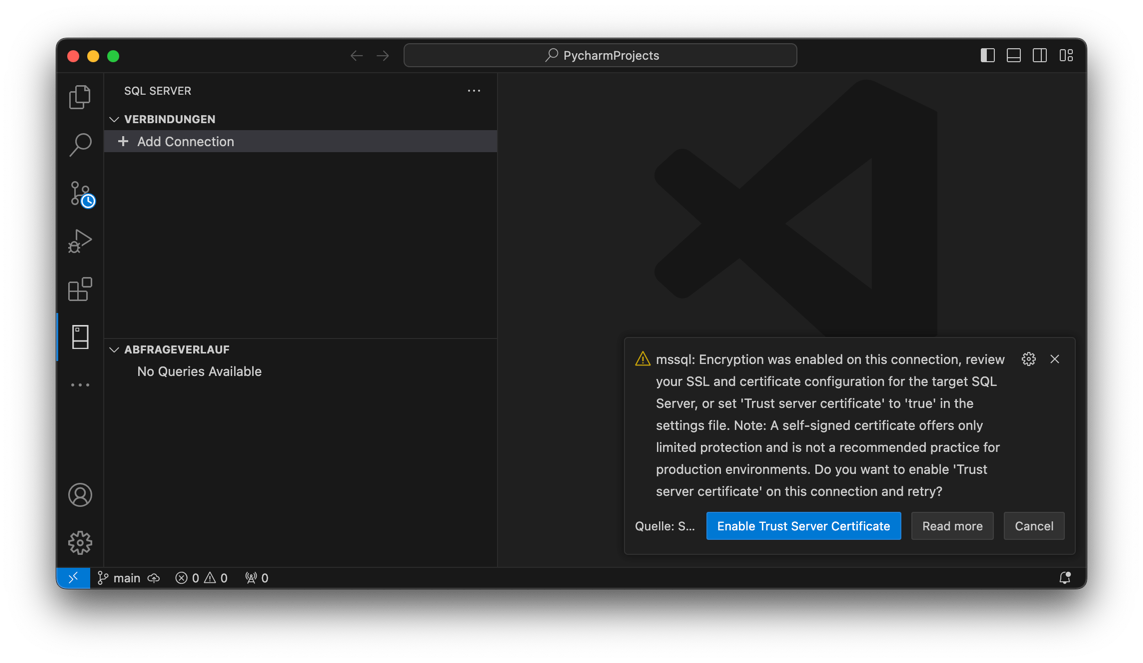 PycharmProjects
SQL SERVER
VERBINDUNGEN
Add Connection
ABFRAGEVERLAUF
No Queries Available
mssql: Encryption was enabled on this connection, review
your SSL and certificate configuration for the target SQL
Server, or set 'Trust server certificate' to 'true' in the
settings file. Note: A self-signed certificate offers only
limited protection and is not a recommended practice for
production environments. Do you want to enable 'Trust
server certificate' on this connection and retry?
Quelle: S... Enable Trust Server Certificate Read more Cancel
main 0 0 0